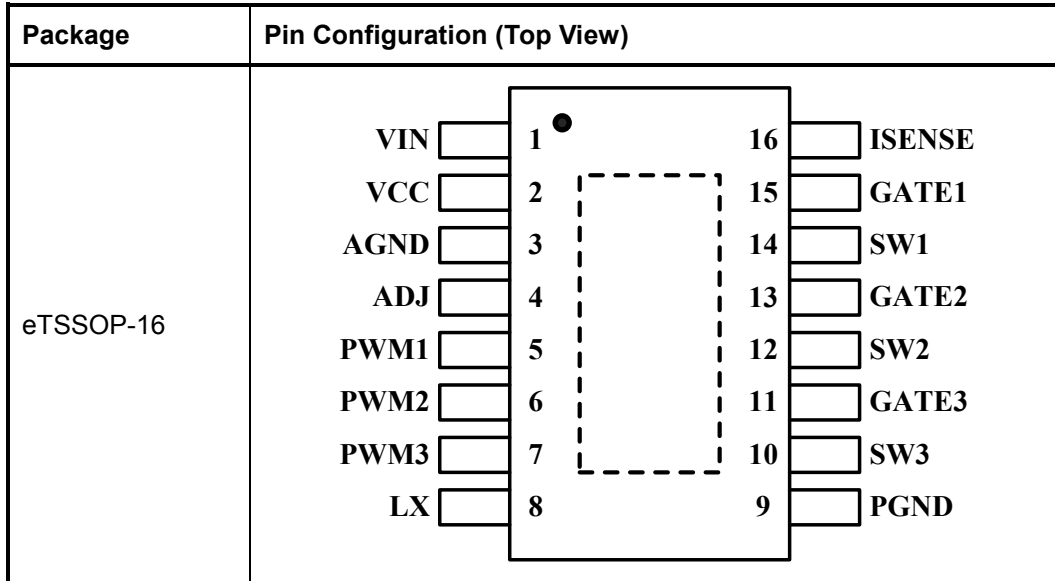 Package Pin Configuration (Top View)
eTSSOP-16
VIN 1 16 ISENSE
VCC 2 15 GATE1
AGND 3 14 SW1
ADJ 4 13 GATE2
PWM1 5 12 SW2
PWM2 6 11 GATE3
PWM3 7 10 SW3
LX 8 9 PGND